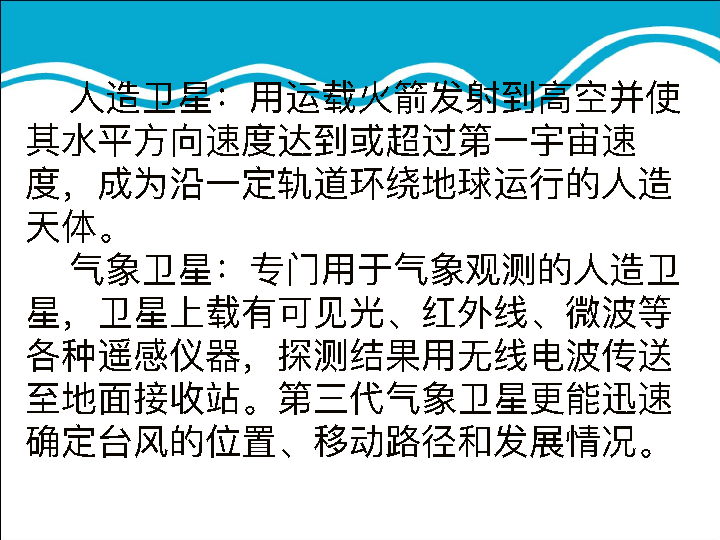 人造卫星：用运载火箭发射到高空并使
其水平方向速度达到或超过第一宇宙速
度，成为沿一定轨道环绕地球运行的人造
天体。
气象卫星：专门用于气象观测的人造卫
星，卫星上载有可见光、红外线、微波等
各种遥感仪器，探测结果用无线电波传送
至地面接收站。第三代气象卫星更能迅速
确定台风的位置、移动路径和发展情况。